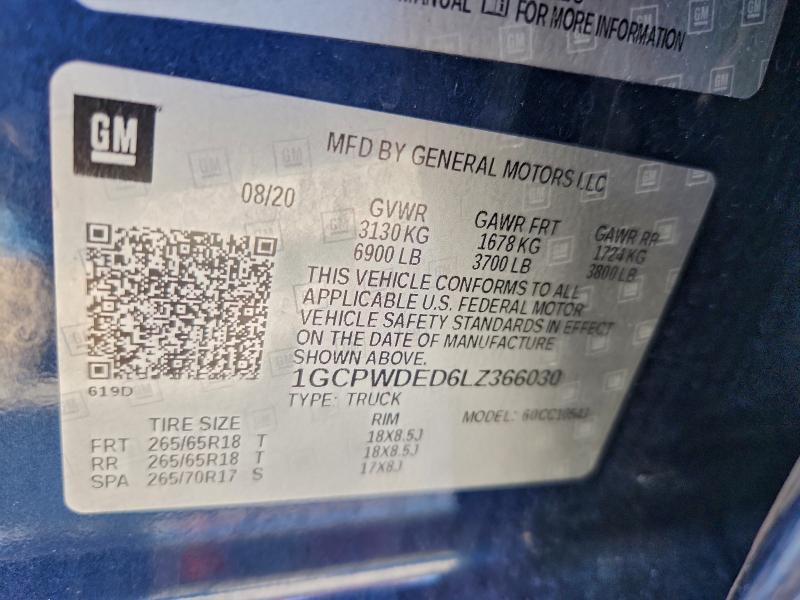 MANUAL i FOR MORE INFORMATION
GM
MFD BY GENERAL MOTORS LLC
08/20
GVWR GAWR FRT GAWR RR
3130 KG 1678 KG 1724 KG
6900 LB 3700 LB 3800 LB
THIS VEHICLE CONFORMS TO ALL
APPLICABLE U.S. FEDERAL MOTOR
VEHICLE SAFETY STANDARDS IN EFFECT
ON THE DATE OF MANUFACTURE
SHOWN ABOVE.
1GCPWDED6LZ366030
619D
TYPE: TRUCK
TIRE SIZE RIM MODEL:
FRT 265/65R18 T 18X8.5J
RR 265/65R18 T 18X8.5J
SPA 265/70R17 S 17X8J